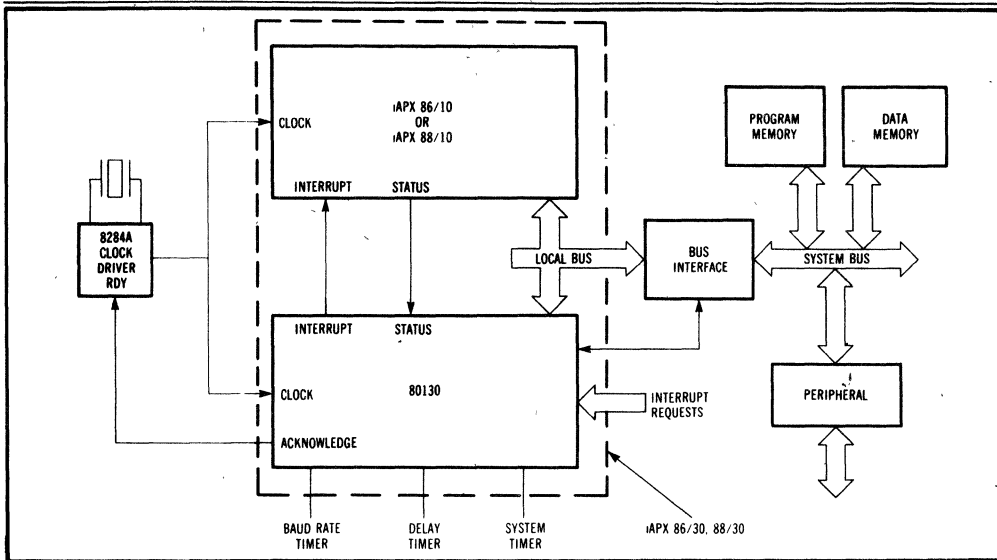 iAPX 86/10
OR
iAPX 88/10
CLOCK
INTERRUPT STATUS
8284A
CLOCK
DRIVER
RDY
PROGRAM
MEMORY
DATA
MEMORY
LOCAL BUS
BUS
INTERFACE
SYSTEM BUS
INTERRUPT STATUS
80130
CLOCK
ACKNOWLEDGE
INTERRUPT
REQUESTS
PERIPHERAL
BAUD RATE
TIMER
DELAY
TIMER
SYSTEM
TIMER
iAPX 86/30, 88/30